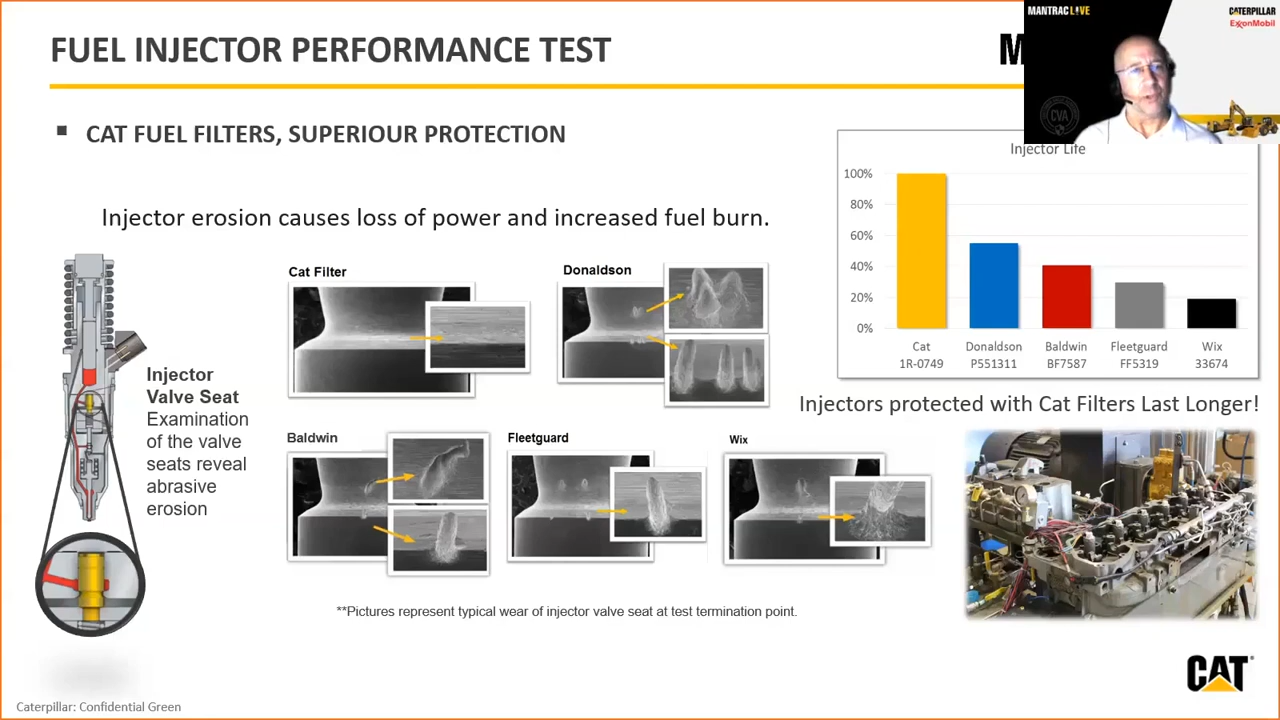 FUEL INJECTOR PERFORMANCE TEST
M
MANTRAC LIVE
CATERPILLAR
ExxonMobil
CVA
▪ CAT FUEL FILTERS, SUPERIOUR PROTECTION
Injector erosion causes loss of power and increased fuel burn.
Injector
Valve Seat
Examination
of the valve
seats reveal
abrasive
erosion
Cat Filter
Donaldson
Baldwin
Fleetguard
Wix
**Pictures represent typical wear of injector valve seat at test termination point.
Injector Life
100%
80%
60%
40%
20%
0%
Cat
1R-0749
Donaldson
P551311
Baldwin
BF7587
Fleetguard
FF5319
Wix
33674
Injectors protected with Cat Filters Last Longer!
CAT
Caterpillar: Confidential Green